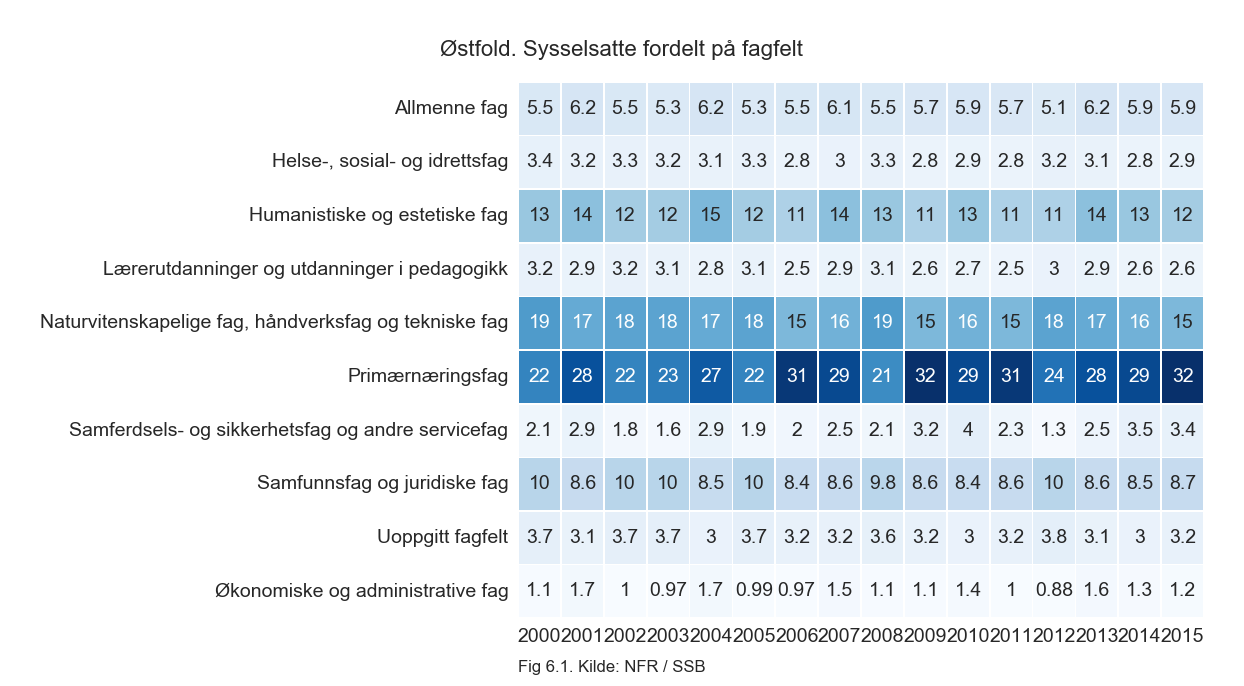 Østfold. Sysselsatte fordelt på fagfelt
Allmenne fag 5.5 6.2 5.5 5.3 6.2 5.3 5.5 6.1 5.5 5.7 5.9 5.7 5.1 6.2 5.9 5.9
Helse-, sosial- og idrettsfag 3.4 3.2 3.3 3.2 3.1 3.3 2.8 3 3.3 2.8 2.9 2.8 3.2 3.1 2.8 2.9
Humanistiske og estetiske fag 13 14 12 12 15 12 11 14 13 11 13 11 11 14 13 12
Lærerutdanninger og utdanninger i pedagogikk 3.2 2.9 3.2 3.1 2.8 3.1 2.5 2.9 3.1 2.6 2.7 2.5 3 2.9 2.6 2.6
Naturvitenskapelige fag, håndverksfag og tekniske fag 19 17 18 18 17 18 15 16 19 15 16 15 18 17 16 15
Primærnæringsfag 22 28 22 23 27 22 31 29 21 32 29 31 24 28 29 32
Samferdsels- og sikkerhetsfag og andre servicefag 2.1 2.9 1.8 1.6 2.9 1.9 2 2.5 2.1 3.2 4 2.3 1.3 2.5 3.5 3.4
Samfunnsfag og juridiske fag 10 8.6 10 10 8.5 10 8.4 8.6 9.8 8.6 8.4 8.6 10 8.6 8.5 8.7
Uoppgitt fagfelt 3.7 3.1 3.7 3.7 3 3.7 3.2 3.2 3.6 3.2 3 3.2 3.8 3.1 3 3.2
Økonomiske og administrative fag 1.1 1.7 1 0.97 1.7 0.99 0.97 1.5 1.1 1.1 1.4 1 0.88 1.6 1.3 1.2
2000 2001 2002 2003 2004 2005 2006 2007 2008 2009 2010 2011 2012 2013 2014 2015
Fig 6.1. Kilde: NFR / SSB